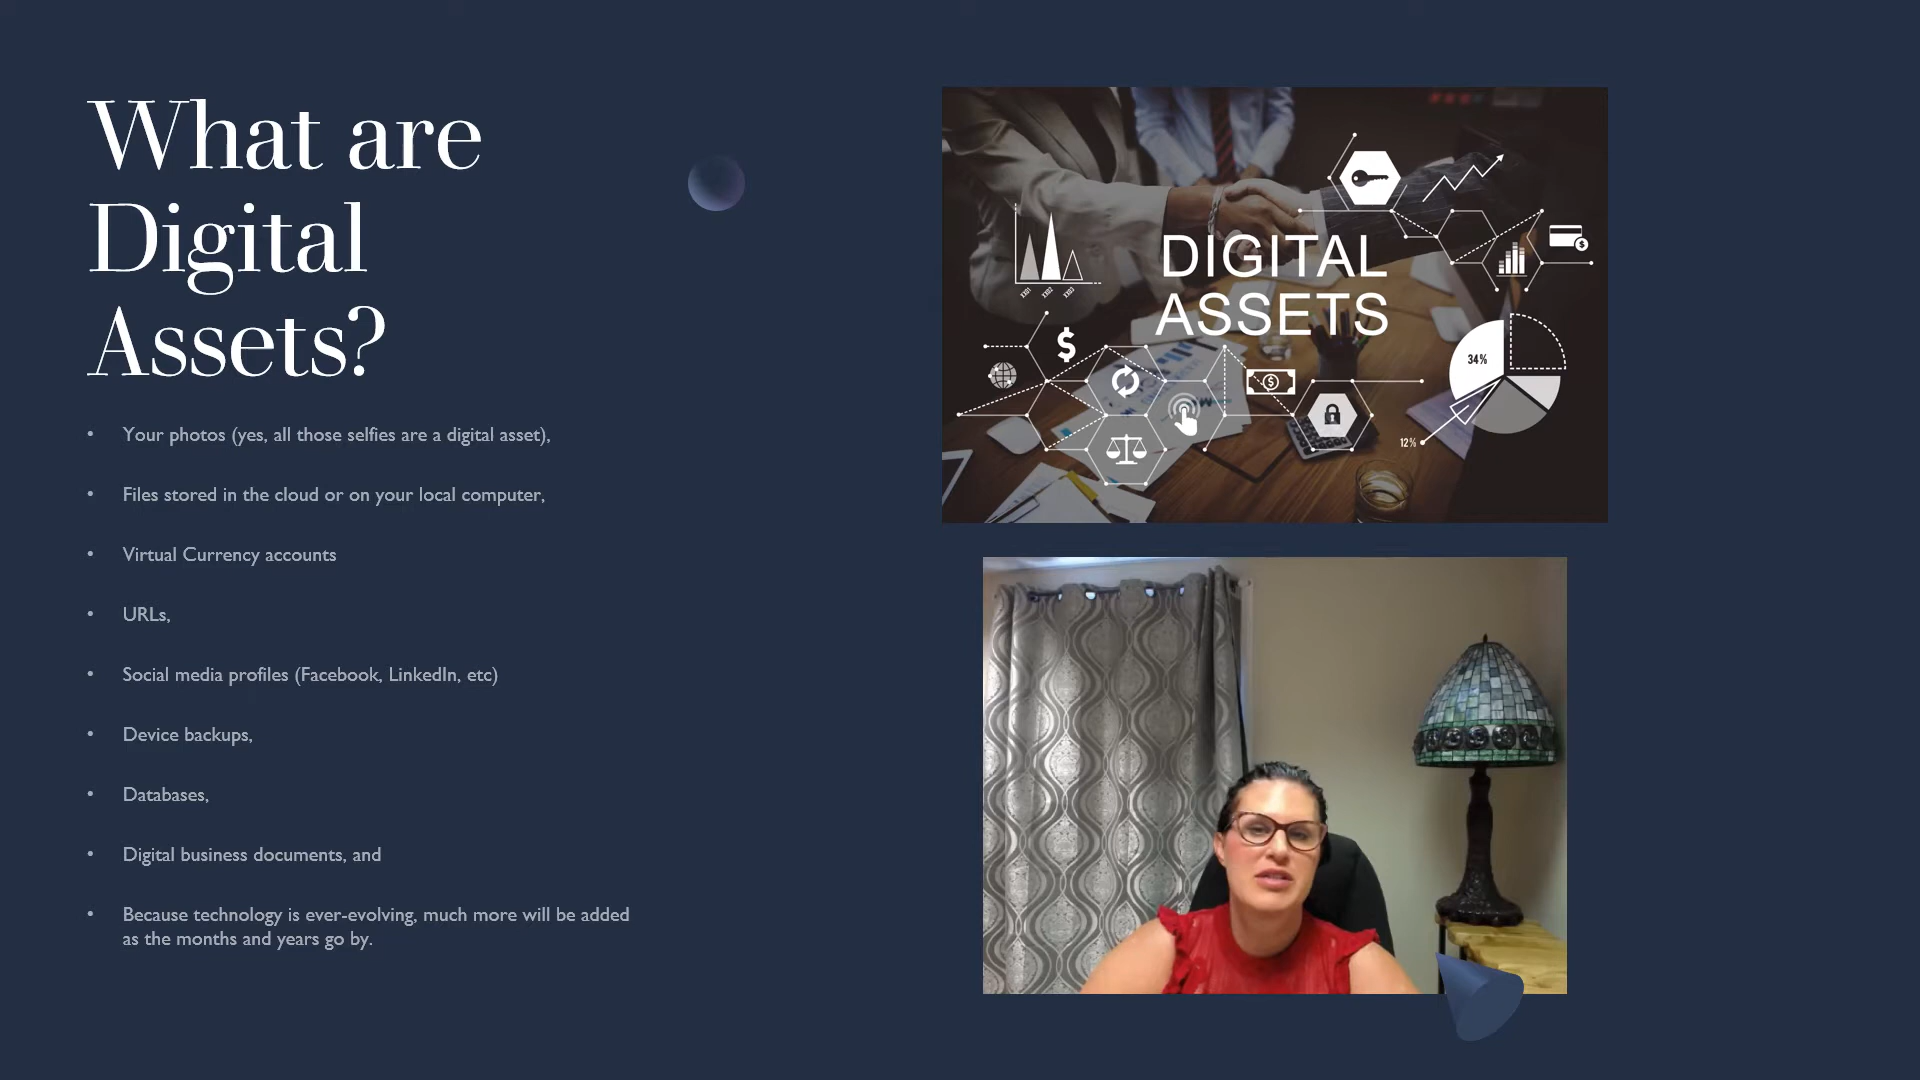 What are
Digital
Assets?
• Your photos (yes, all those selfies are a digital asset),
• Files stored in the cloud or on your local computer,
• Virtual Currency accounts
• URLs,
• Social media profiles (Facebook, LinkedIn, etc)
• Device backups,
• Databases,
• Digital business documents, and
• Because technology is ever-evolving, much more will be added
as the months and years go by.
DIGITAL
ASSETS
$
34%
12%